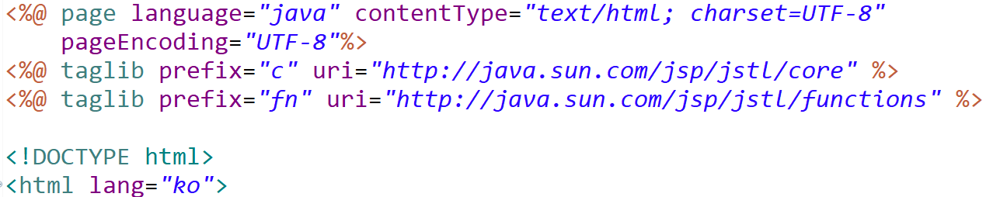 <%@ page language="java" contentType="text/html; charset=UTF-8"
    pageEncoding="UTF-8"%>
<%@ taglib prefix="c" uri="http://java.sun.com/jsp/jstl/core" %>
<%@ taglib prefix="fn" uri="http://java.sun.com/jsp/jstl/functions" %>

<!DOCTYPE html>
<html lang="ko">